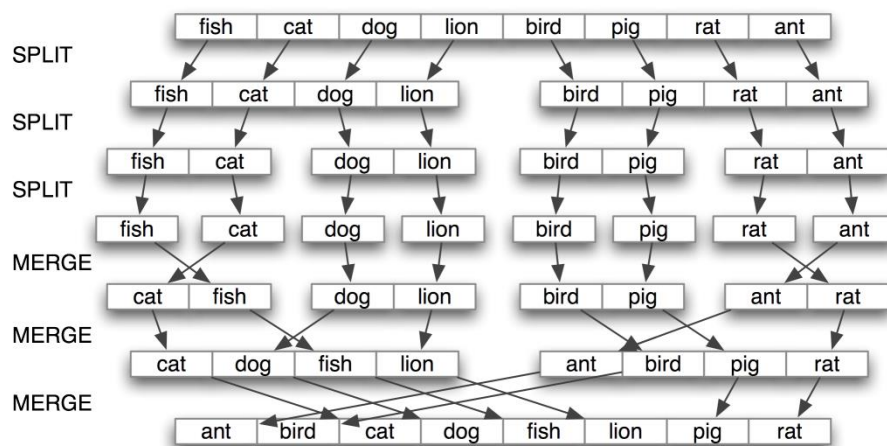 fish cat dog lion bird pig rat ant
SPLIT
fish cat dog lion bird pig rat ant
SPLIT
fish cat dog lion bird pig rat ant
SPLIT
fish cat dog lion bird pig rat ant
MERGE
cat fish dog lion bird pig ant rat
MERGE
cat dog fish lion ant bird pig rat
MERGE
ant bird cat dog fish lion pig rat